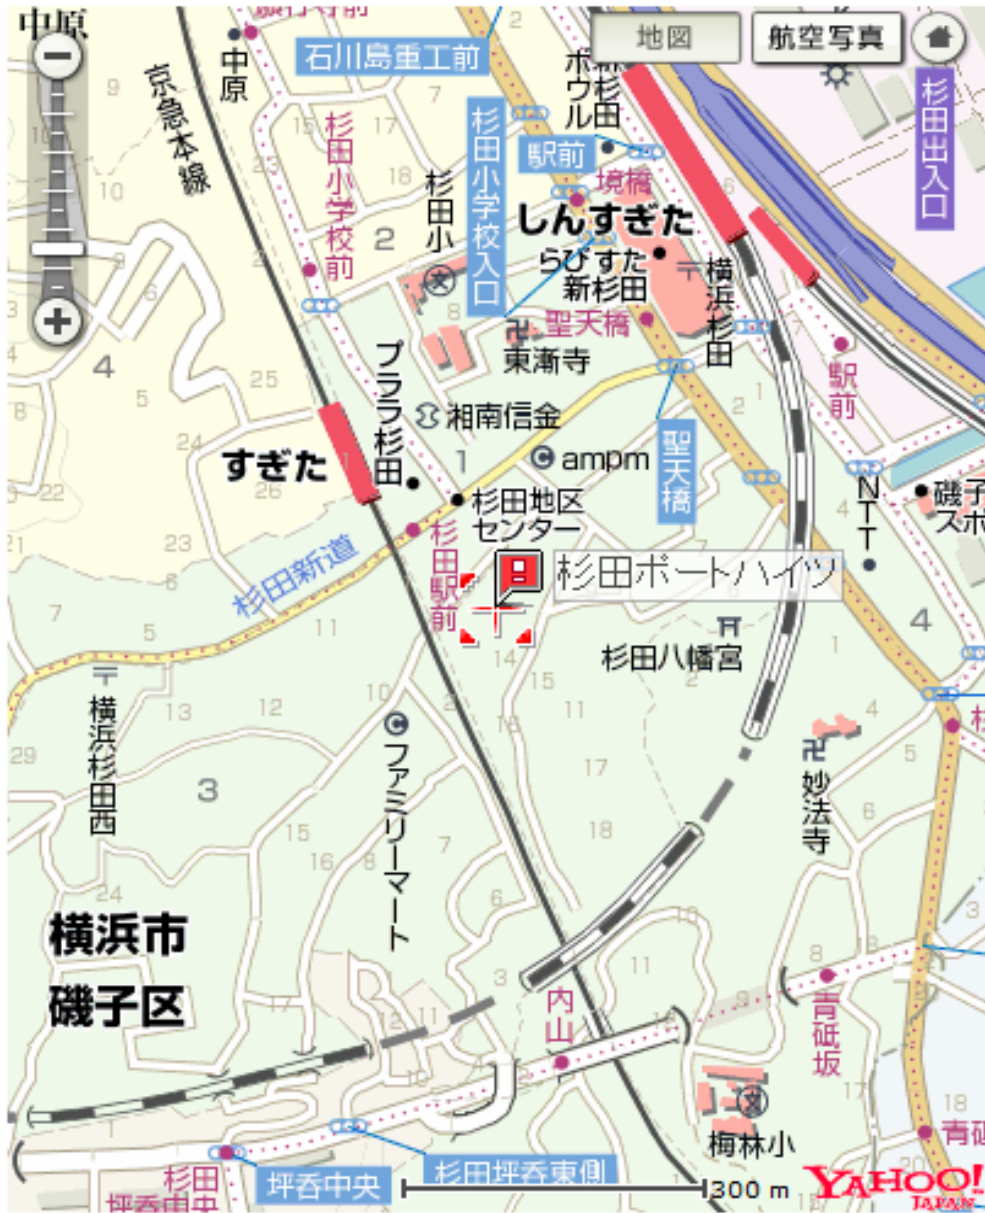 中原
地図
航空写真
石川島重工前
中原
京急本線
杉田小学校前
杉田小
杉田小学校入口
新杉田
ボウル
駅前
境橋
杉田出入口
しんすぎた
らびすた
新杉田
横浜杉田
聖天橋
東漸寺
駅前
プララ杉田
湘南信金
すぎた
ampm
聖天橋
杉田地区
センター
NTT
磯子
スポ
杉田新道
杉田駅前
杉田ポートハイツ
杉田八幡宮
横浜杉田西
ファミリーマート
妙法寺
横浜市
磯子区
内山
青砥坂
梅林小
杉田
坪呑中央
坪呑中央
杉田坪呑東側
300 m
YAHOO!
JAPAN